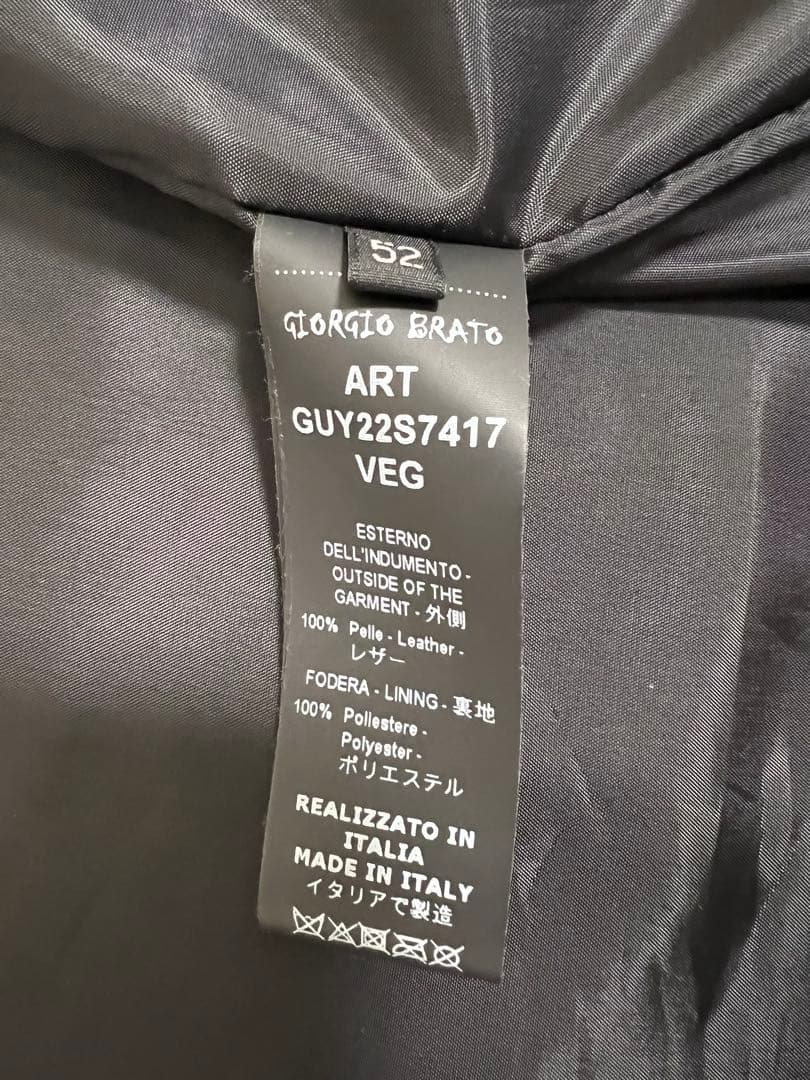 52
GIORGIO BRATO
ART
GUY22S7417
VEG
ESTERNO
DELL'INDUMENTO -
OUTSIDE OF THE
GARMENT - 外側
100% Pelle - Leather -
レザー
FODERA - LINING - 裏地
100% Poliestere -
Polyester -
ポリエステル
REALIZZATO IN
ITALIA
MADE IN ITALY
イタリアで製造